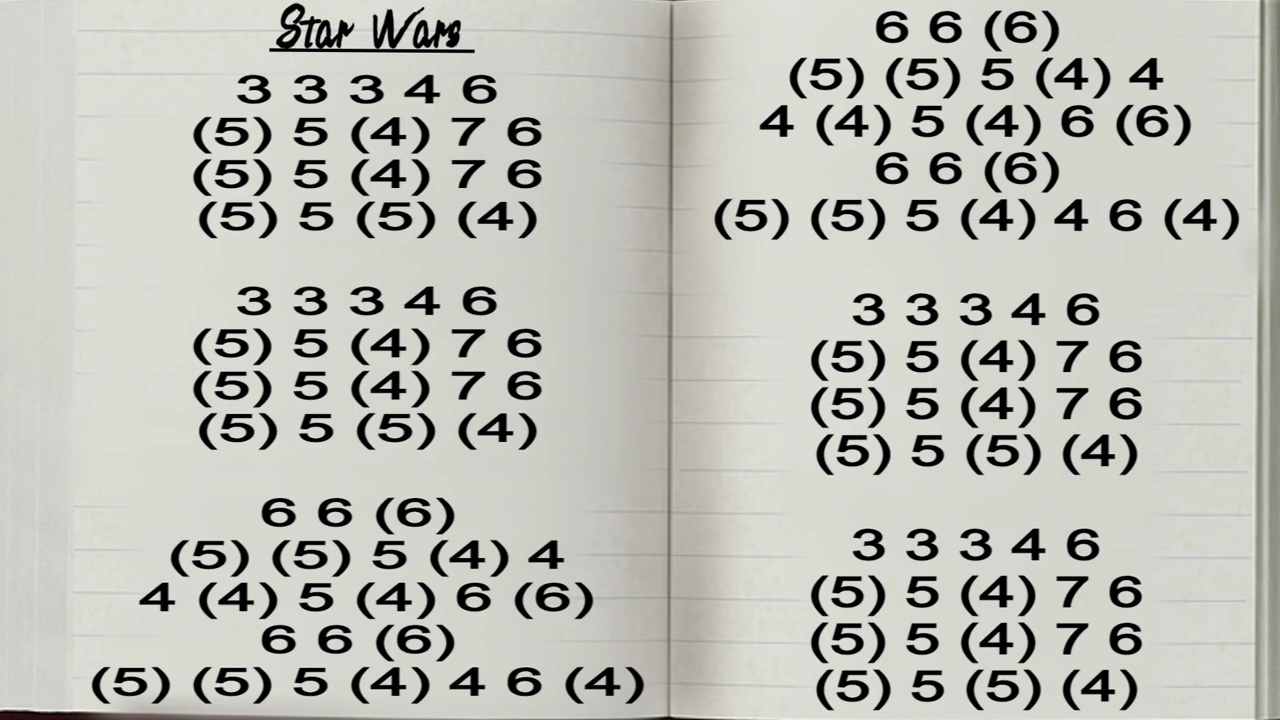 Star Wars
3 3 3 4 6
(5) 5 (4) 7 6
(5) 5 (4) 7 6
(5) 5 (5) (4)
3 3 3 4 6
(5) 5 (4) 7 6
(5) 5 (4) 7 6
(5) 5 (5) (4)
6 6 (6)
(5) (5) 5 (4) 4
4 (4) 5 (4) 6 (6)
6 6 (6)
(5) (5) 5 (4) 4 6 (4)
6 6 (6)
(5) (5) 5 (4) 4
4 (4) 5 (4) 6 (6)
6 6 (6)
(5) (5) 5 (4) 4 6 (4)
3 3 3 4 6
(5) 5 (4) 7 6
(5) 5 (4) 7 6
(5) 5 (5) (4)
3 3 3 4 6
(5) 5 (4) 7 6
(5) 5 (4) 7 6
(5) 5 (5) (4)